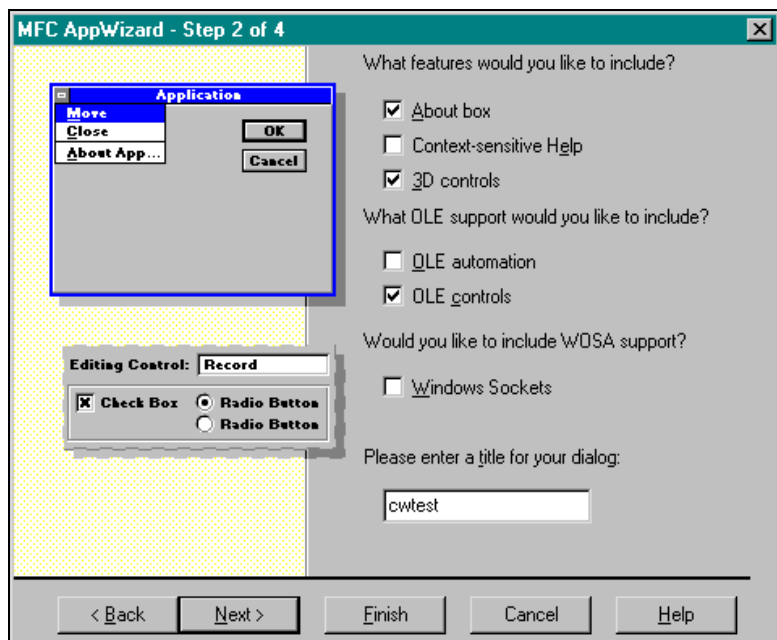 MFC AppWizard - Step 2 of 4
What features would you like to include?
About box
Context-sensitive Help
3D controls
What OLE support would you like to include?
OLE automation
OLE controls
Would you like to include WOSA support?
Windows Sockets
Please enter a title for your dialog:
cwtest
Application
Move
Close
About App...
OK
Cancel
Editing Control: Record
Check Box Radio Button
Radio Button
< Back Next > Finish Cancel Help